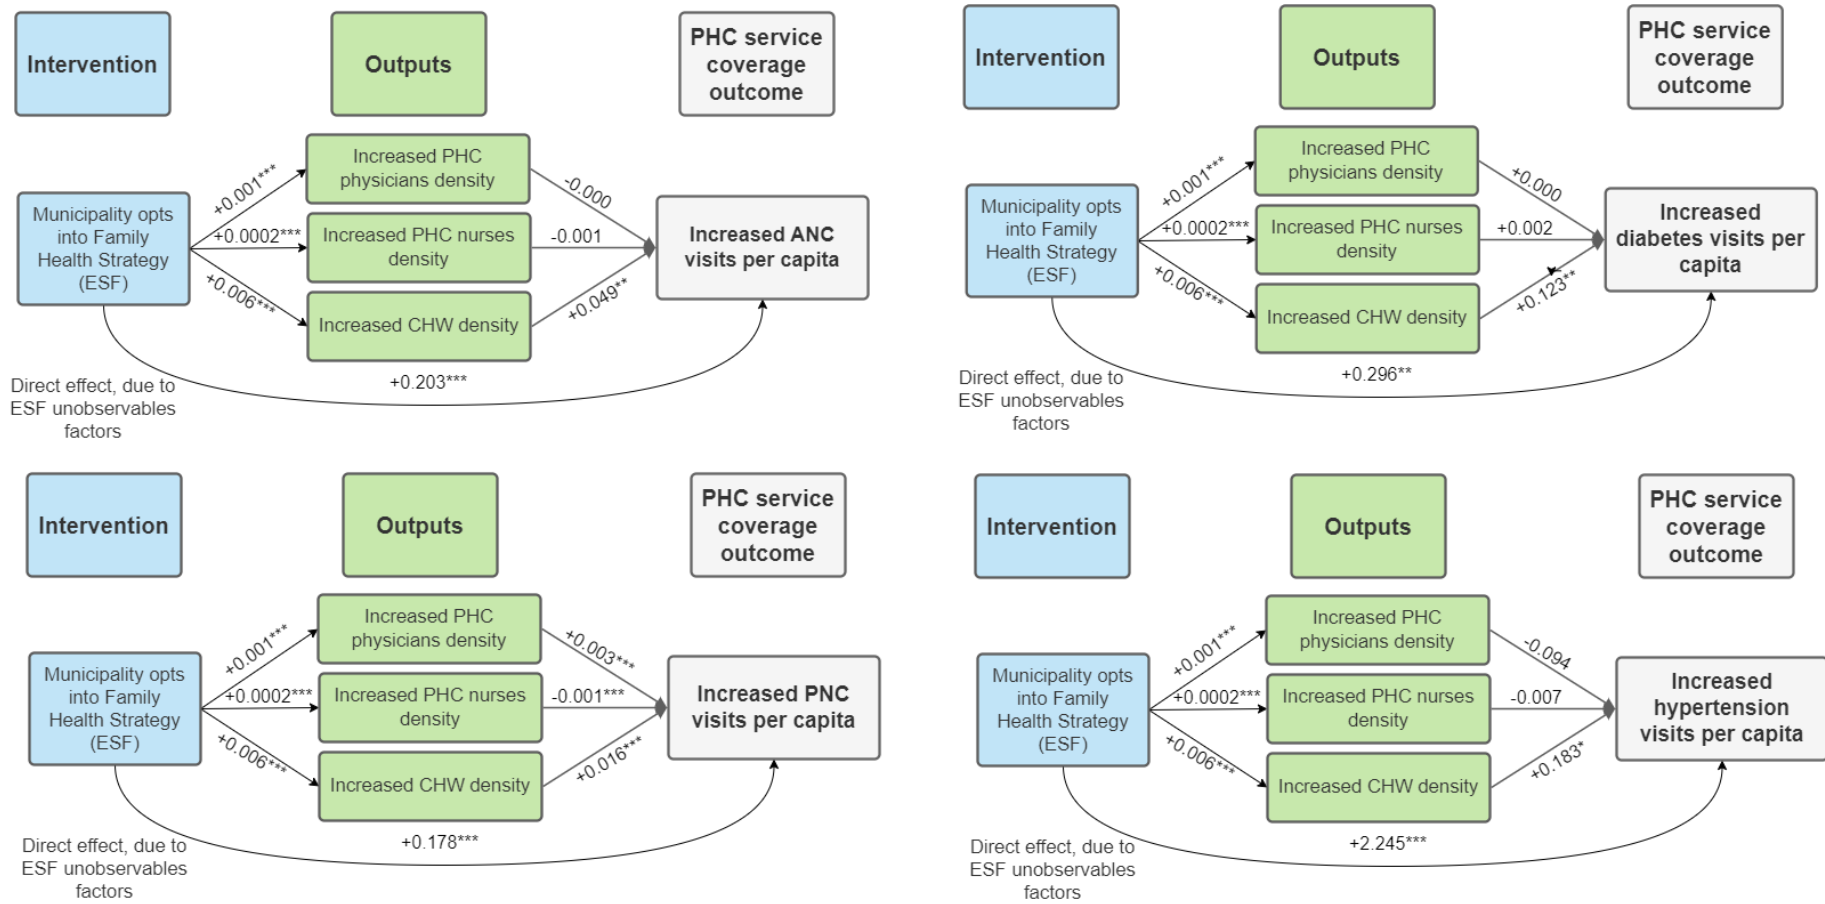 Intervention
Outputs
PHC service
coverage
outcome
Municipality opts
into Family
Health Strategy
(ESF)
+0.001***
+0.0002***
+0.006***
Increased PHC
physicians density
Increased PHC nurses
density
Increased CHW density
-0.000
-0.001
+0.049**
Increased ANC
visits per capita
+0.203***
Direct effect, due to
ESF unobservables
factors
Intervention
Outputs
PHC service
coverage
outcome
Municipality opts
into Family
Health Strategy
(ESF)
+0.001***
+0.0002***
+0.006***
Increased PHC
physicians density
Increased PHC nurses
density
Increased CHW density
+0.000
+0.002
+0.123**
Increased
diabetes visits per
capita
+0.296**
Direct effect, due to
ESF unobservables
factors
Intervention
Outputs
PHC service
coverage
outcome
Municipality opts
into Family
Health Strategy
(ESF)
+0.001***
+0.0002***
+0.006***
Increased PHC
physicians density
Increased PHC nurses
density
Increased CHW density
+0.003***
-0.001***
+0.016***
Increased PNC
visits per capita
+0.178***
Direct effect, due to
ESF unobservables
factors
Intervention
Outputs
PHC service
coverage
outcome
Municipality opts
into Family
Health Strategy
(ESF)
+0.001***
+0.0002***
+0.006***
Increased PHC
physicians density
Increased PHC nurses
density
Increased CHW density
-0.094
-0.007
+0.183*
Increased
hypertension
visits per capita
+2.245***
Direct effect, due to
ESF unobservables
factors